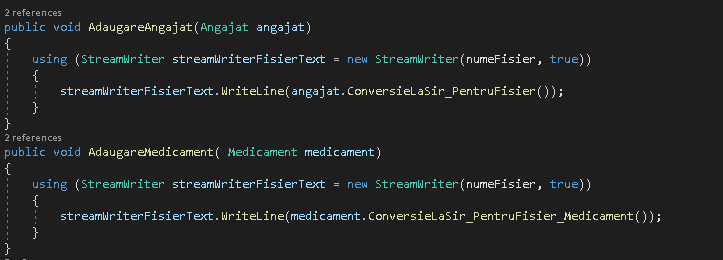 2 references
public void AdaugareAngajat(Angajat angajat)
{
using (StreamWriter streamWriterFisierText = new StreamWriter(numeFisier, true))
{
streamWriterFisierText.WriteLine(angajat.ConversieLaSir_PentruFisier());
}
}
2 references
public void AdaugareMedicament( Medicament medicament)
{
using (StreamWriter streamWriterFisierText = new StreamWriter(numeFisier, true))
{
streamWriterFisierText.WriteLine(medicament.ConversieLaSir_PentruFisier_Medicament());
}
}